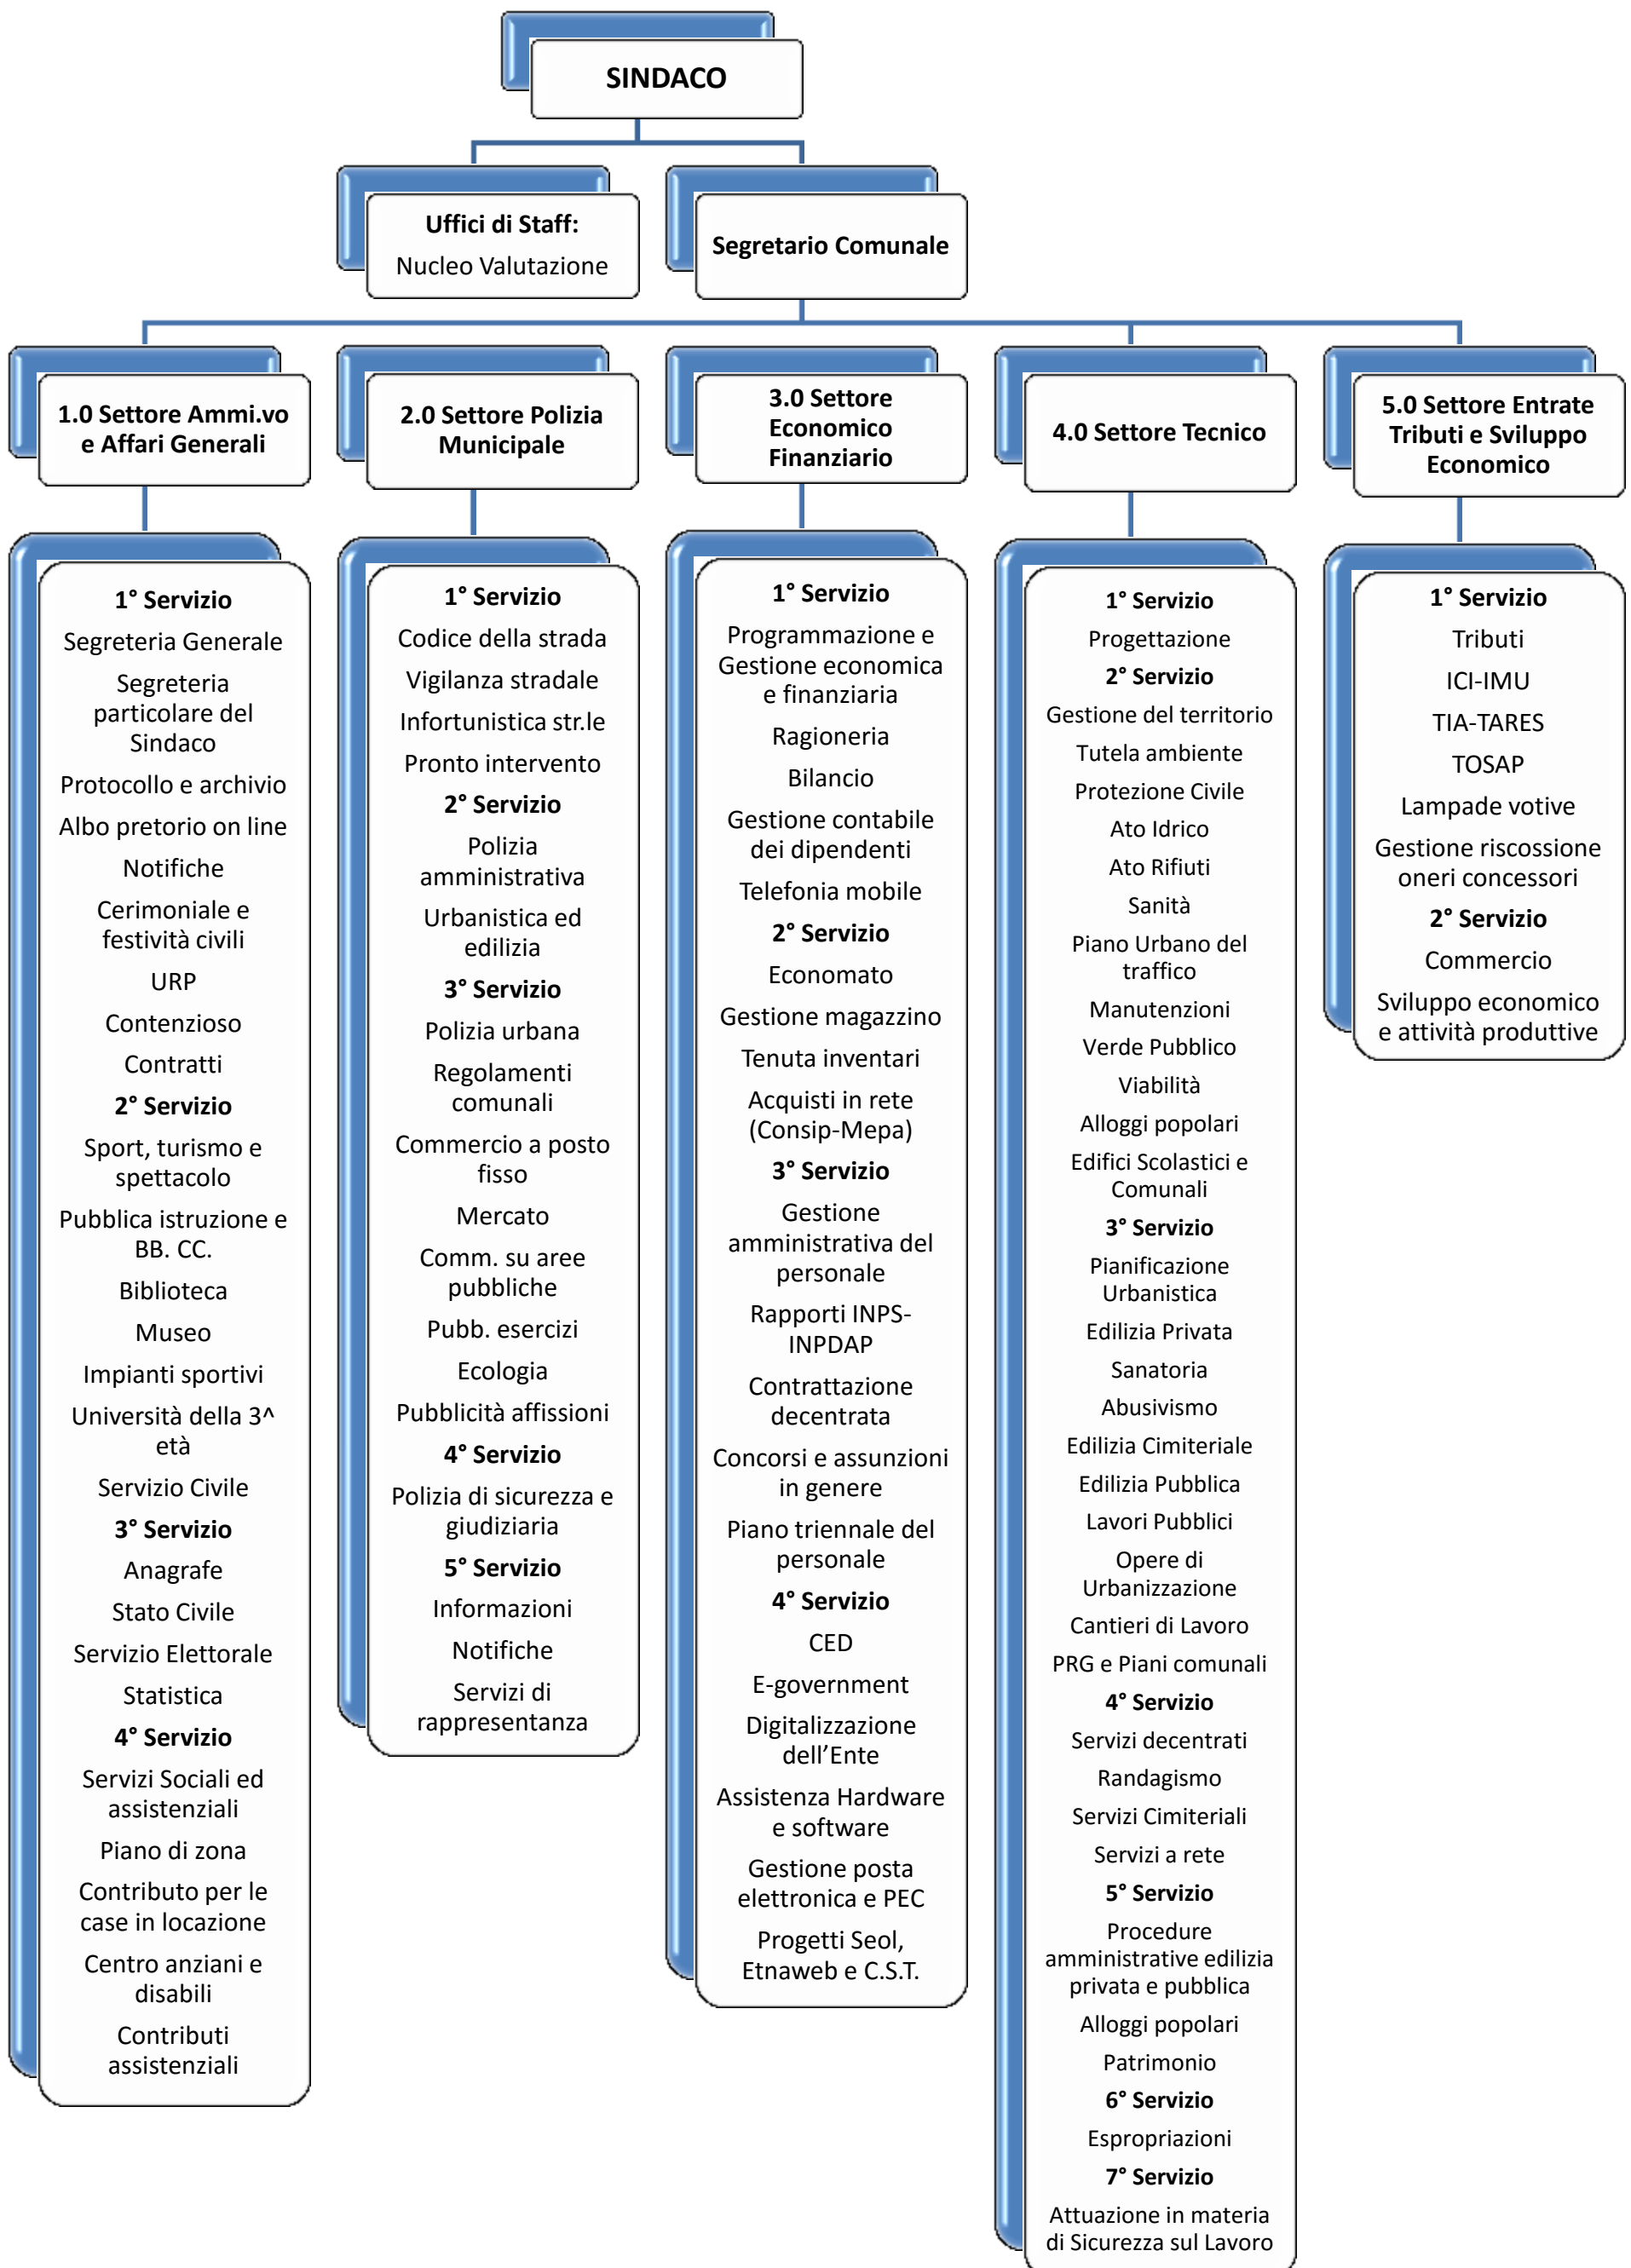 SINDACO
Uffici di Staff:
Nucleo Valutazione
Segretario Comunale
1.0 Settore Ammi.vo
e Affari Generali
1° Servizio
Segreteria Generale
Segreteria
particolare del
Sindaco
Protocollo e archivio
Albo pretorio on line
Notifiche
Cerimoniale e
festività civili
URP
Contenzioso
Contratti
2° Servizio
Sport, turismo e
spettacolo
Pubblica istruzione e
BB. CC.
Biblioteca
Museo
Impianti sportivi
Università della 3^
età
Servizio Civile
3° Servizio
Anagrafe
Stato Civile
Servizio Elettorale
Statistica
4° Servizio
Servizi Sociali ed
assistenziali
Piano di zona
Contributo per le
case in locazione
Centro anziani e
disabili
Contributi
assistenziali
2.0 Settore Polizia
Municipale
1° Servizio
Codice della strada
Vigilanza stradale
Infortunistica str.le
Pronto intervento
2° Servizio
Polizia
amministrativa
Urbanistica ed
edilizia
3° Servizio
Polizia urbana
Regolamenti
comunali
Commercio a posto
fisso
Mercato
Comm. su aree
pubbliche
Pubb. esercizi
Ecologia
Pubblicità affissioni
4° Servizio
Polizia di sicurezza e
giudiziaria
5° Servizio
Informazioni
Notifiche
Servizi di
rappresentanza
3.0 Settore
Economico
Finanziario
1° Servizio
Programmazione e
Gestione economica
e finanziaria
Ragioneria
Bilancio
Gestione contabile
dei dipendenti
Telefonia mobile
2° Servizio
Economato
Gestione magazzino
Tenuta inventari
Acquisti in rete
(Consip-Mepa)
3° Servizio
Gestione
amministrativa del
personale
Rapporti INPS-
INPDAP
Contrattazione
decentrata
Concorsi e assunzioni
in genere
Piano triennale del
personale
4° Servizio
CED
E-government
Digitalizzazione
dell’Ente
Assistenza Hardware
e software
Gestione posta
elettronica e PEC
Progetti Seol,
Etnaweb e C.S.T.
4.0 Settore Tecnico
1° Servizio
Progettazione
2° Servizio
Gestione del territorio
Tutela ambiente
Protezione Civile
Ato Idrico
Ato Rifiuti
Sanità
Piano Urbano del
traffico
Manutenzioni
Verde Pubblico
Viabilità
Alloggi popolari
Edifici Scolastici e
Comunali
3° Servizio
Pianificazione
Urbanistica
Edilizia Privata
Sanatoria
Abusivismo
Edilizia Cimiteriale
Edilizia Pubblica
Lavori Pubblici
Opere di
Urbanizzazione
Cantieri di Lavoro
PRG e Piani comunali
4° Servizio
Servizi decentrati
Randagismo
Servizi Cimiteriali
Servizi a rete
5° Servizio
Procedure
amministrative edilizia
privata e pubblica
Alloggi popolari
Patrimonio
6° Servizio
Espropriazioni
7° Servizio
Attuazione in materia
di Sicurezza sul Lavoro
5.0 Settore Entrate
Tributi e Sviluppo
Economico
1° Servizio
Tributi
ICI-IMU
TIA-TARES
TOSAP
Lampade votive
Gestione riscossione
oneri concessori
2° Servizio
Commercio
Sviluppo economico
e attività produttive